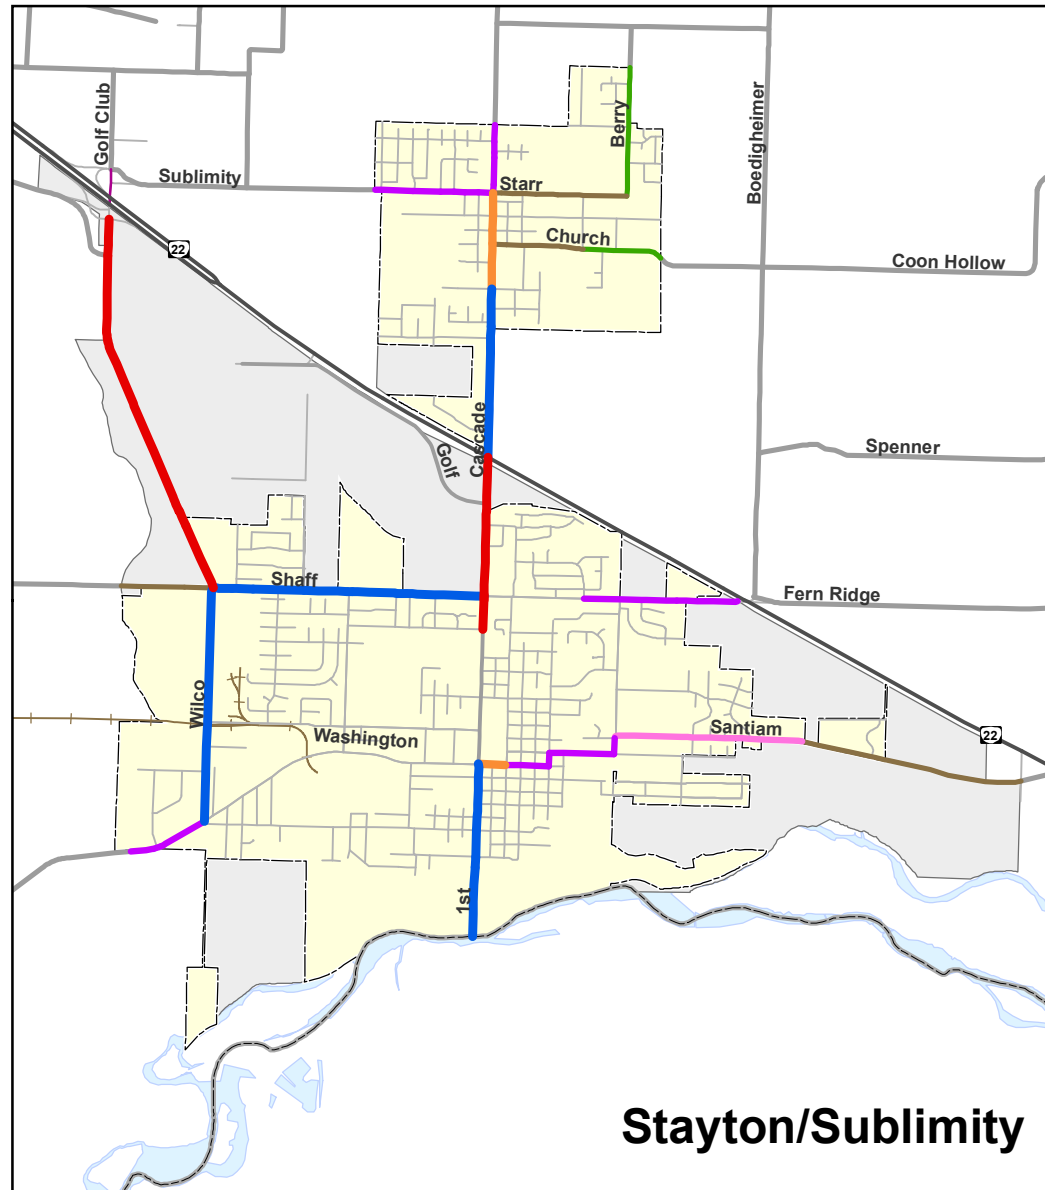 Golf Club
Berry
Boedigheimer
Sublimity
Starr
Church
22
Coon Hollow
Cascade
Golf
Spenner
Shaff
Fern Ridge
Wilco
Washington
Santiam
22
1st
Stayton/Sublimity